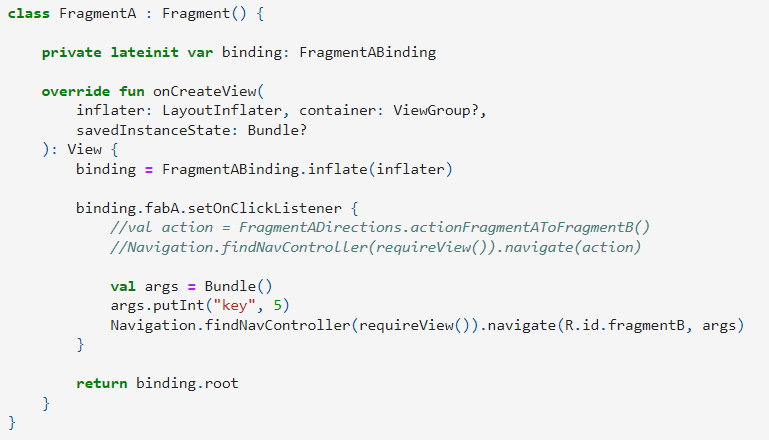 class FragmentA : Fragment() {
    private lateinit var binding: FragmentABinding
    override fun onCreateView(
        inflater: LayoutInflater, container: ViewGroup?,
        savedInstanceState: Bundle?
    ): View {
        binding = FragmentABinding.inflate(inflater)
        binding.fabA.setOnClickListener {
            //val action = FragmentADirections.actionFragmentAToFragmentB()
            //Navigation.findNavController(requireView()).navigate(action)
            val args = Bundle()
            args.putInt("key", 5)
            Navigation.findNavController(requireView()).navigate(R.id.fragmentB, args)
        }
        return binding.root
    }
}